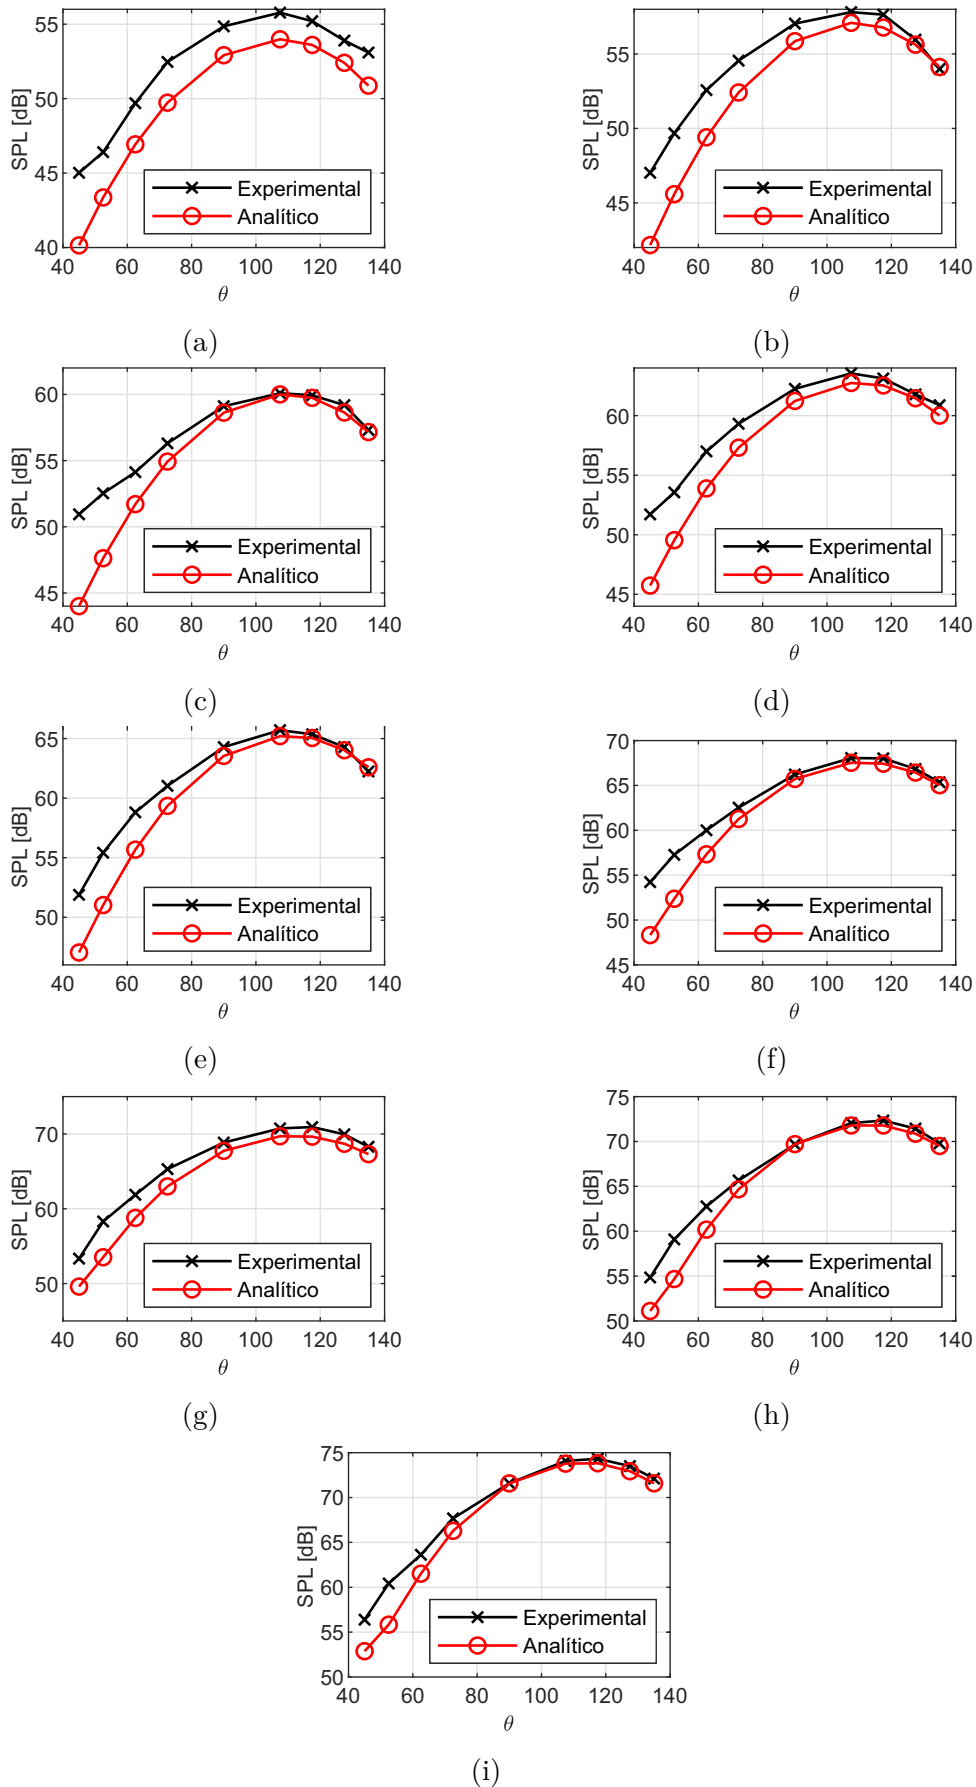 SPL [dB]
55
50
45
40
40 60 80 100 120 140
θ
Experimental
Analítico
(a)
SPL [dB]
55
50
45
40 60 80 100 120 140
θ
Experimental
Analítico
(b)
SPL [dB]
60
55
50
45
40 60 80 100 120 140
θ
Experimental
Analítico
(c)
SPL [dB]
60
55
50
45
40 60 80 100 120 140
θ
Experimental
Analítico
(d)
SPL [dB]
65
60
55
50
40 60 80 100 120 140
θ
Experimental
Analítico
(e)
SPL [dB]
70
65
60
55
50
45
40 60 80 100 120 140
θ
Experimental
Analítico
(f)
SPL [dB]
70
60
50
40 60 80 100 120 140
θ
Experimental
Analítico
(g)
SPL [dB]
75
70
65
60
55
50
40 60 80 100 120 140
θ
Experimental
Analítico
(h)
SPL [dB]
75
70
65
60
55
50
40 60 80 100 120 140
θ
Experimental
Analítico
(i)